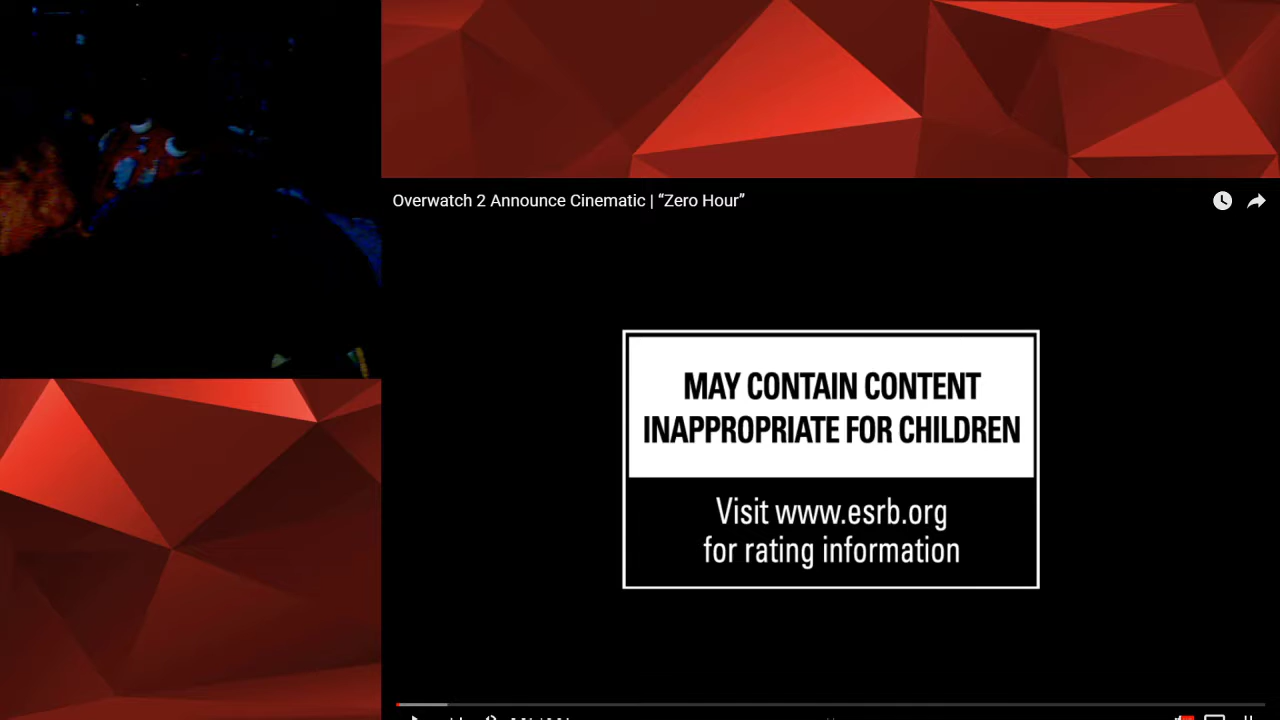 Overwatch 2 Announce Cinematic | “Zero Hour”
MAY CONTAIN CONTENT
INAPPROPRIATE FOR CHILDREN
Visit www.esrb.org
for rating information